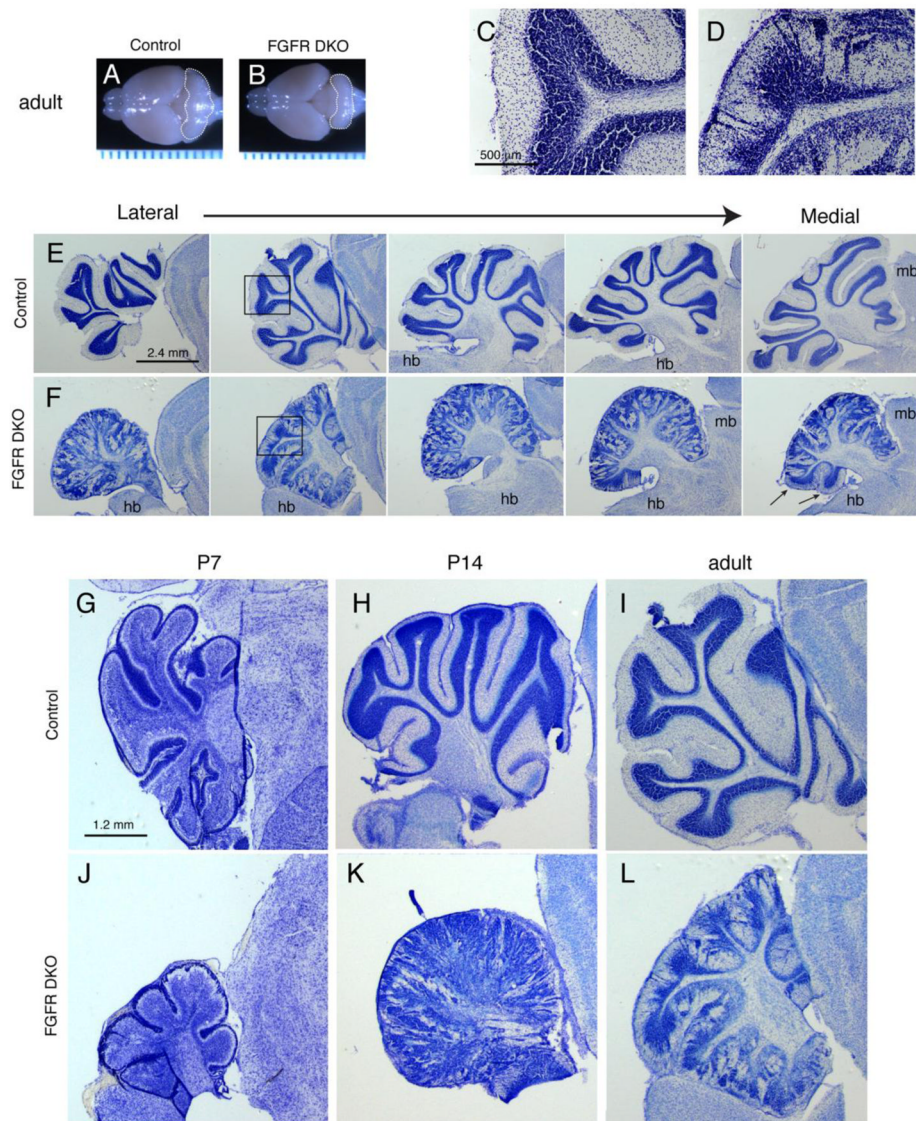 Control FGFR DKO
adult
A B C D
500 μm
Lateral Medial
E
Control
2.4 mm
hb
hb
mb
F
FGFR DKO
hb
hb
hb
mb
hb
mb
hb
P7 P14 adult
G H I
Control
1.2 mm
J K L
FGFR DKO